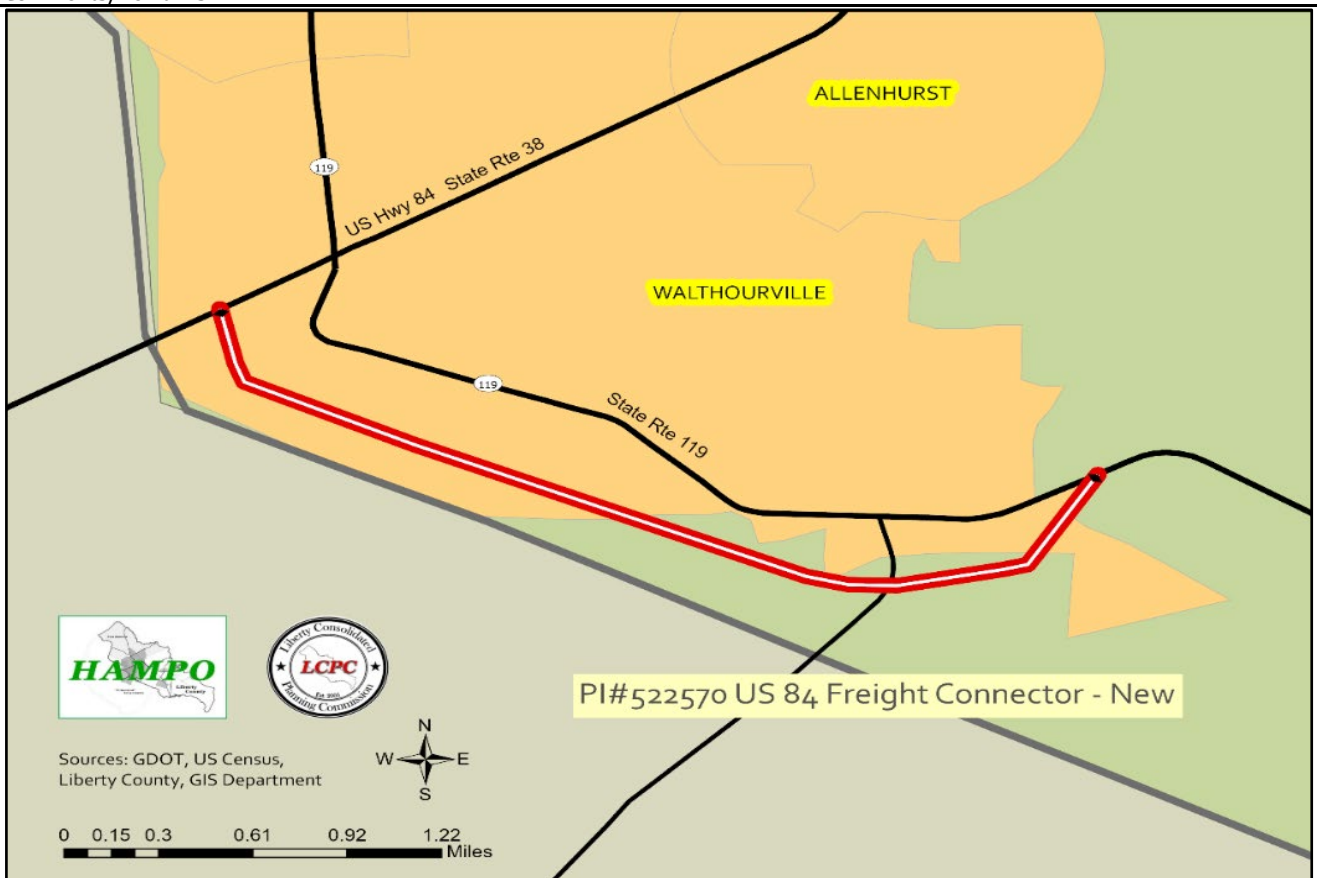 ALLENHURST
119
US Hwy 84 State Rte 38
WALTHOURVILLE
119
State Rte 119
HAMPO
Liberty Consolidated
LCPC
Planning Commission
PI#522570 US 84 Freight Connector - New
N
W E
S
Sources: GDOT, US Census,
Liberty County, GIS Department
0 0.15 0.3 0.61 0.92 1.22
Miles